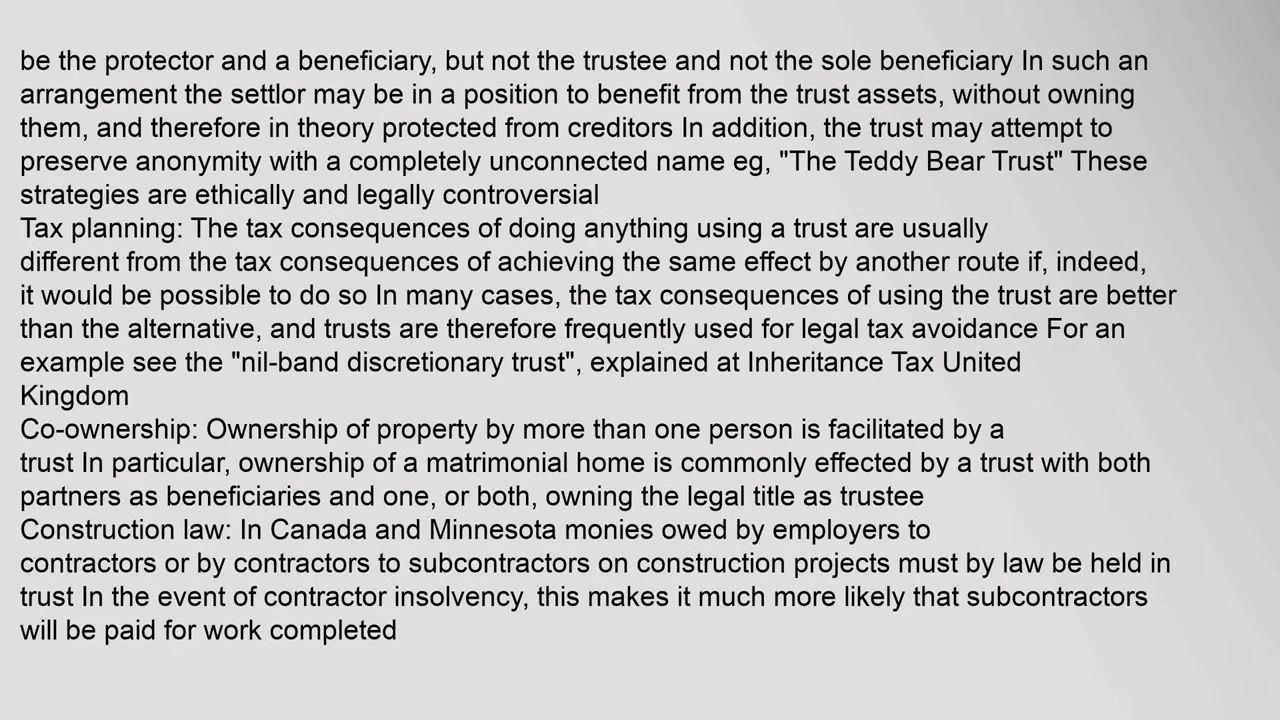 be the protector and a beneficiary, but not the trustee and not the sole beneficiary In such an
arrangement the settlor may be in a position to benefit from the trust assets, without owning
them, and therefore in theory protected from creditors In addition, the trust may attempt to
preserve anonymity with a completely unconnected name eg, "The Teddy Bear Trust" These
strategies are ethically and legally controversial
Tax planning: The tax consequences of doing anything using a trust are usually
different from the tax consequences of achieving the same effect by another route if, indeed,
it would be possible to do so In many cases, the tax consequences of using the trust are better
than the alternative, and trusts are therefore frequently used for legal tax avoidance For an
example see the "nil-band discretionary trust", explained at Inheritance Tax United
Kingdom
Co-ownership: Ownership of property by more than one person is facilitated by a
trust In particular, ownership of a matrimonial home is commonly effected by a trust with both
partners as beneficiaries and one, or both, owning the legal title as trustee
Construction law: In Canada and Minnesota monies owed by employers to
contractors or by contractors to subcontractors on construction projects must by law be held in
trust In the event of contractor insolvency, this makes it much more likely that subcontractors
will be paid for work completed